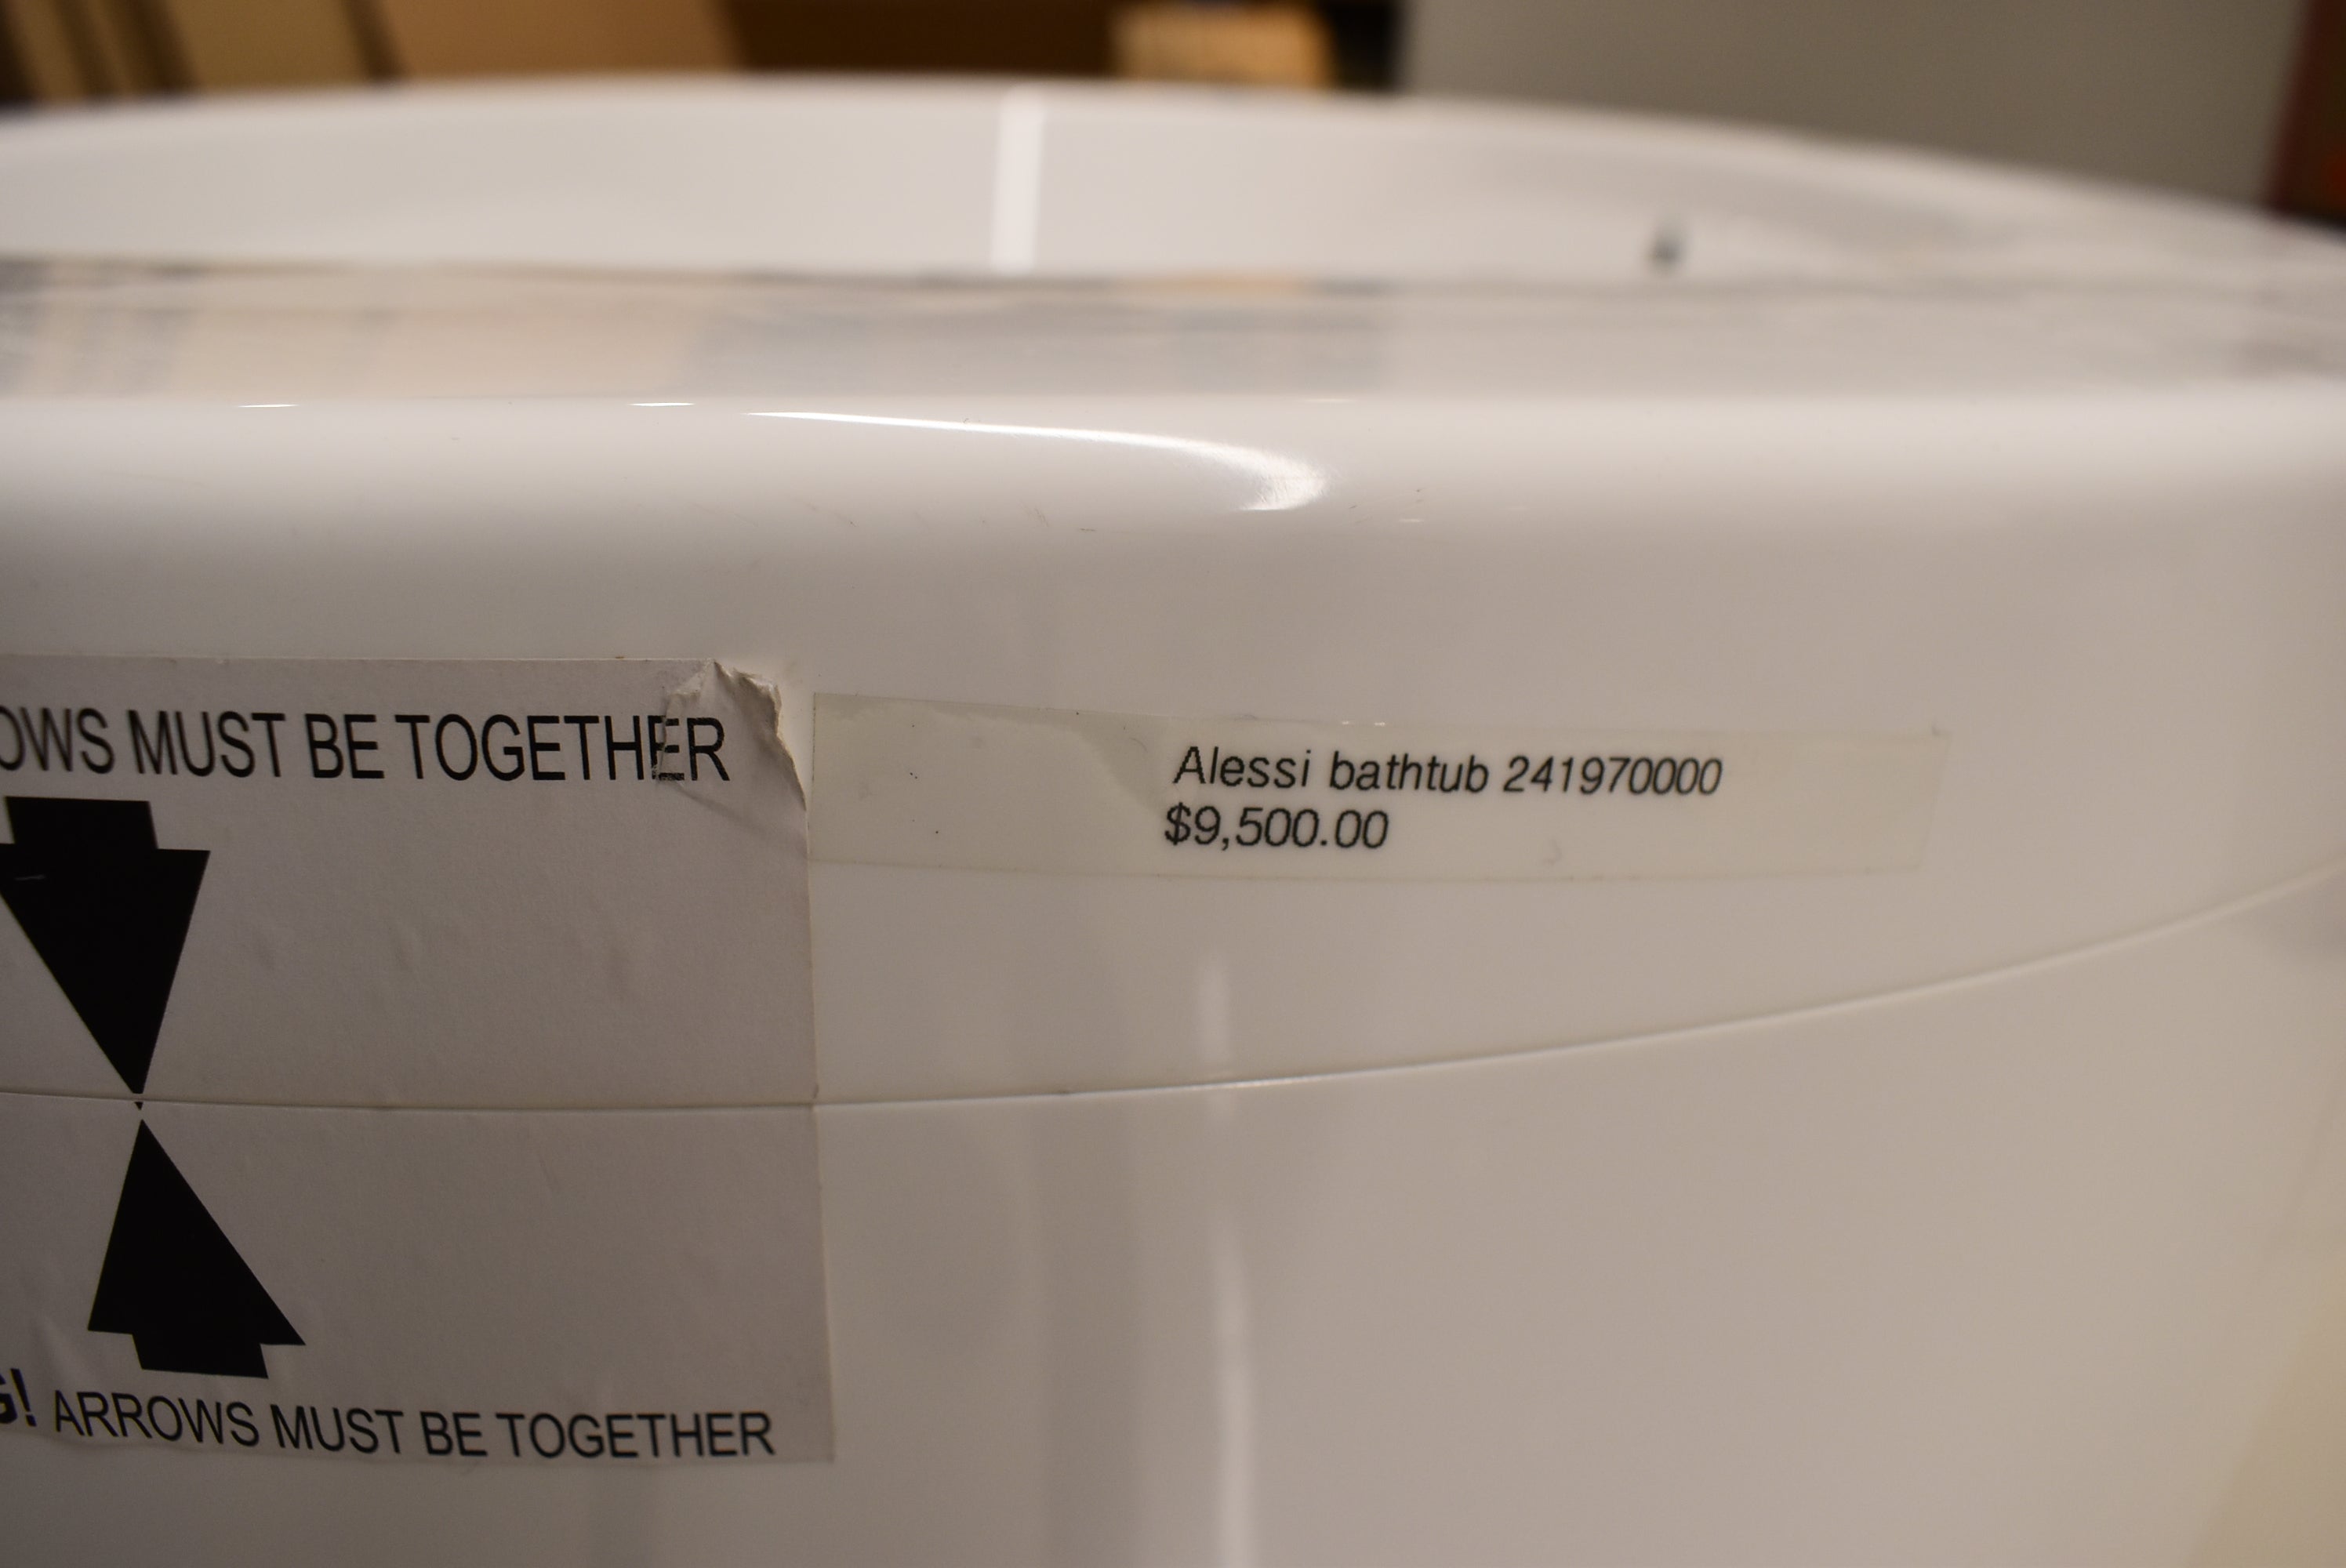 OWS MUST BE TOGETHER
Alessi bathtub 241970000
$9,500.00
G! ARROWS MUST BE TOGETHER